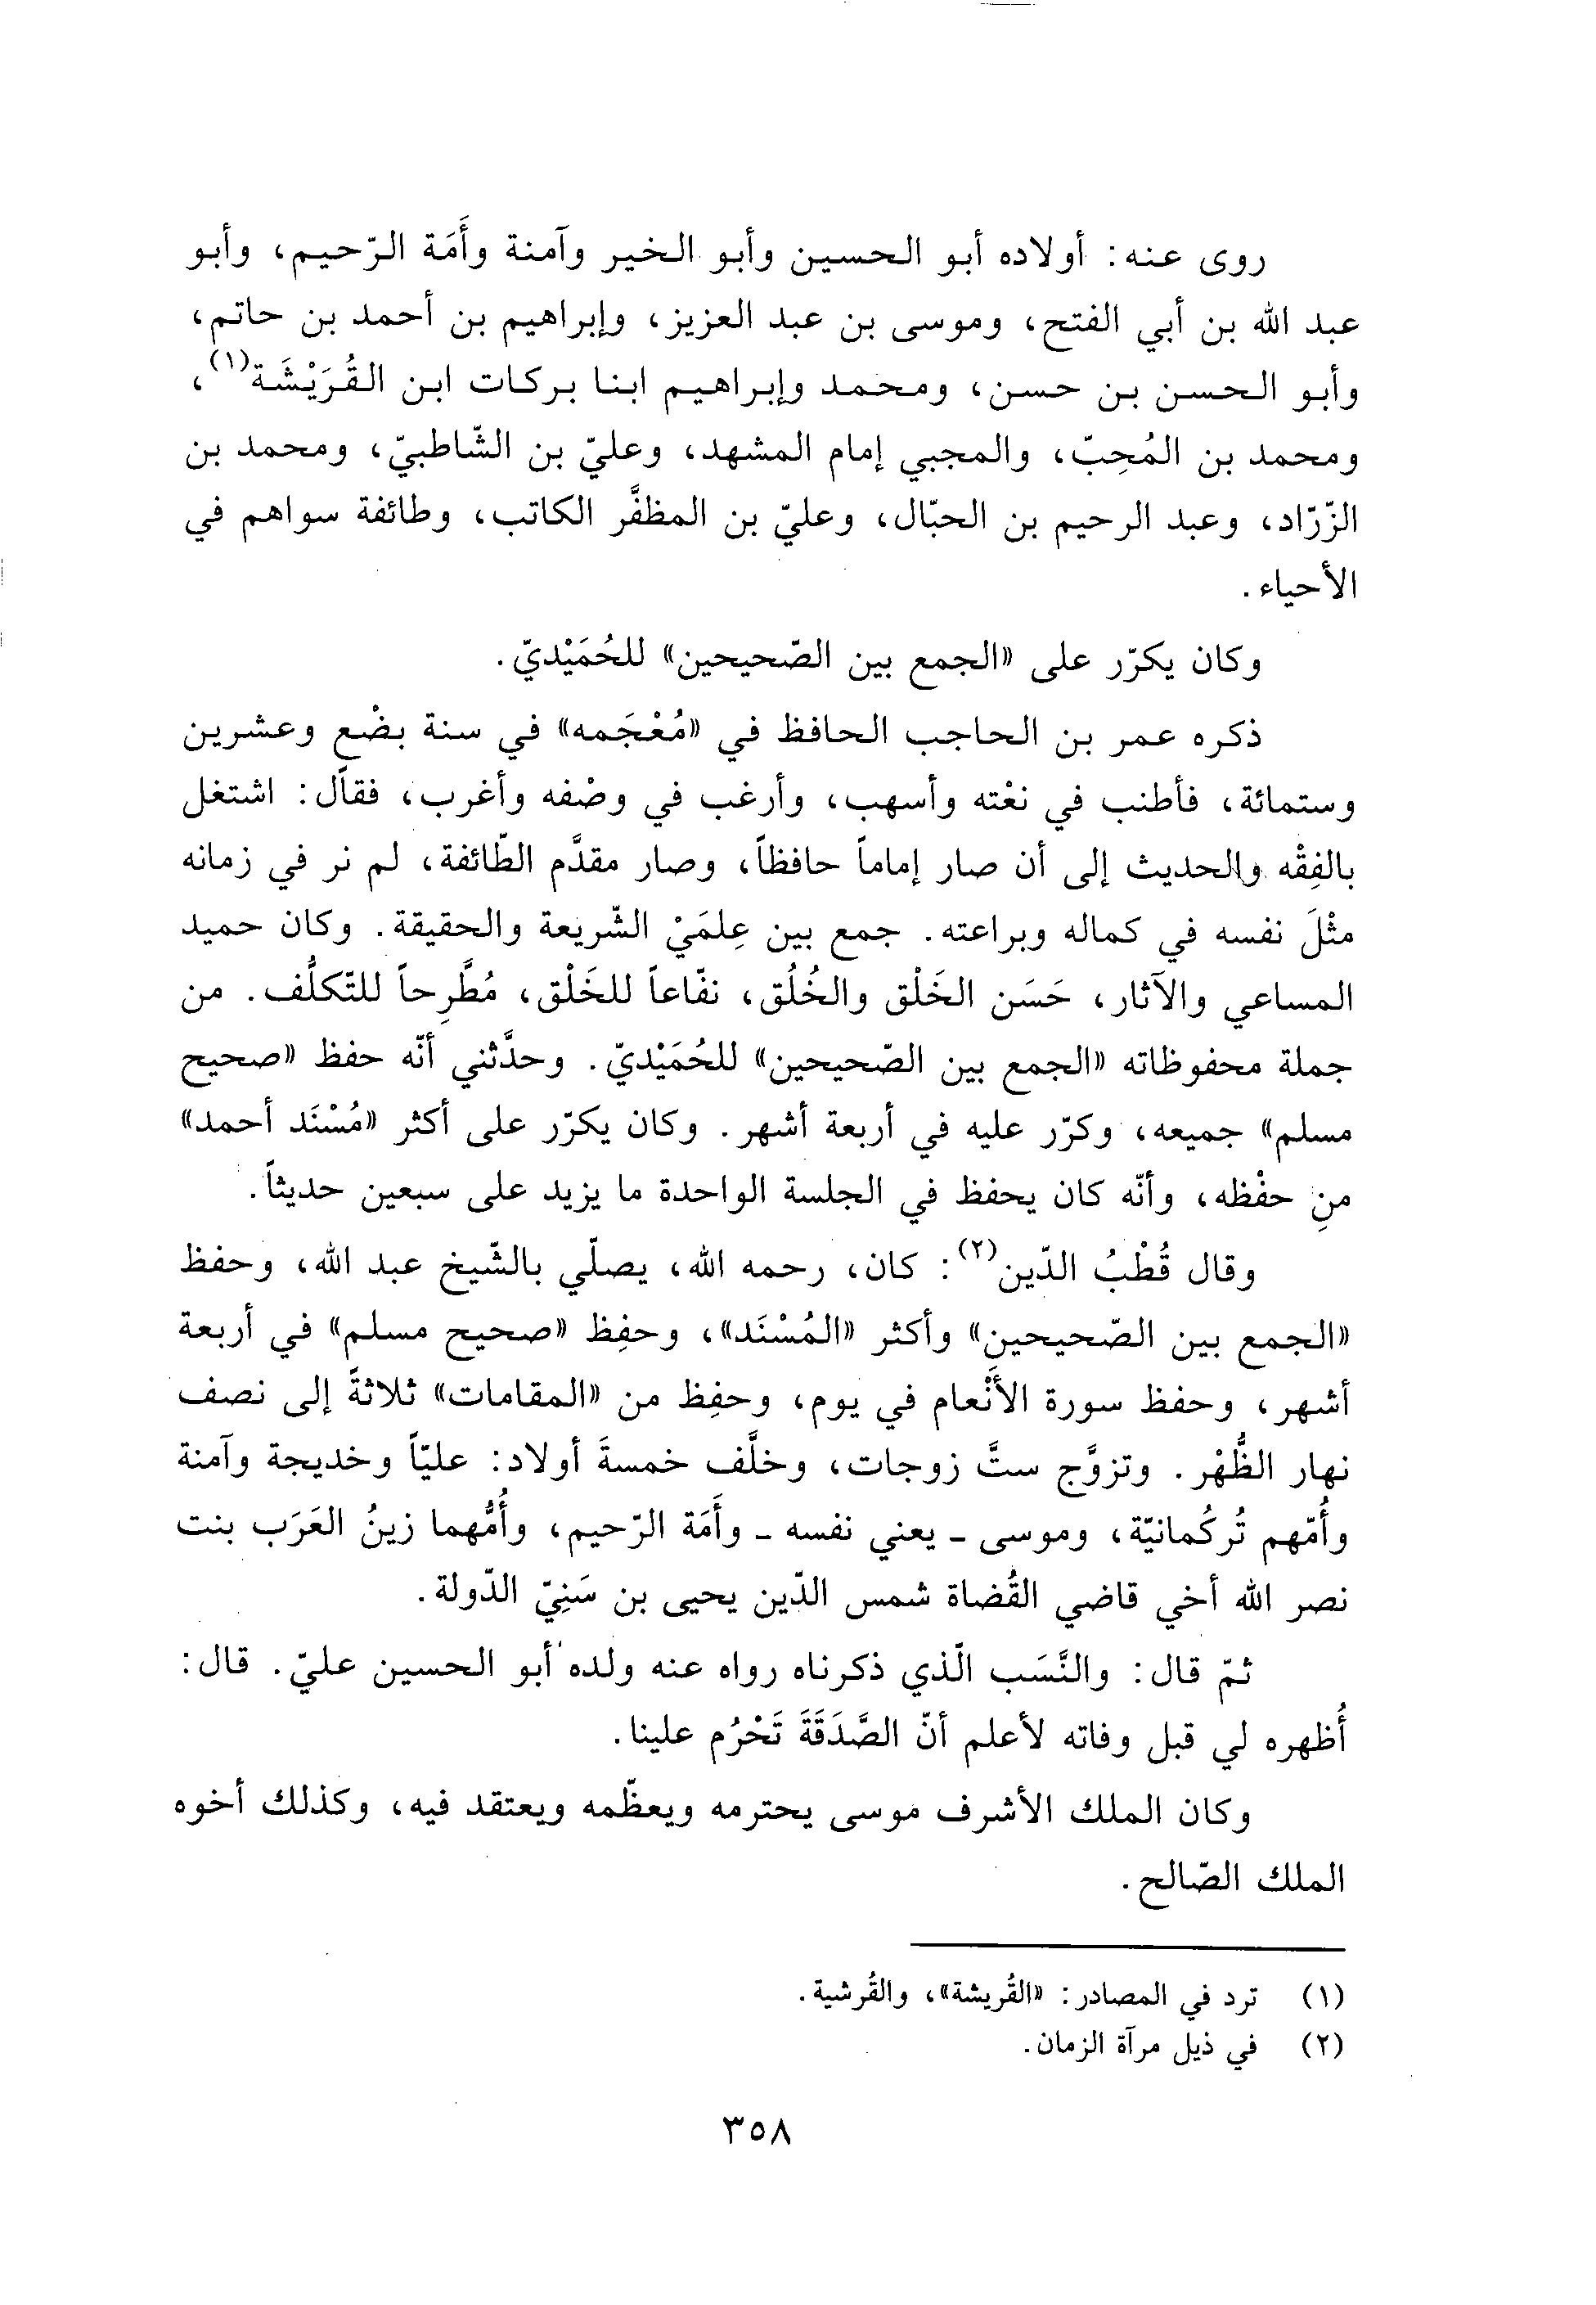 روى عنه: أولاده أبو الحسين وأبو الخير وآمنة وأَمَة الرّحيم، وأبو
عبد الله بن أبي الفتح، وموسى بن عبد العزيز، وإبراهيم بن أحمد بن حاتم،
وأبو الحسن بن حسن، ومحمد وإبراهيم ابنا بركات ابن القُرَيْشَة(١)،
ومحمد بن المُحِبّ، والمجبي إمام المشهد، وعليّ بن الشّاطبيّ، ومحمد بن
الزّرّاد، وعبد الرحيم بن الحبّال، وعليّ بن المظفَّر الكاتب، وطائفة سواهم في
الأحياء.
وكان يكرّر على «الجمع بين الصّحيحين» للحُمَيْديّ.
ذكره عمر بن الحاجب الحافظ في «مُعْجَمه» في سنة بضْع وعشرين
وستمائة، فأطنب في نعْته وأسهب، وأرغب في وصْفه وأغرب، فقال: اشتغل
بالفِقْه والحديث إلى أن صار إماماً حافظاً، وصار مقدَّم الطّائفة، لم نر في زمانه
مثْلَ نفسه في كماله وبراعته. جمع بين عِلمَيْ الشّريعة والحقيقة. وكان حميد
المساعي والآثار، حَسَن الخَلْق والخُلُق، نفّاعاً للخَلْق، مُطَّرِحاً للتّكلُّف. من
جملة محفوظاته «الجمع بين الصّحيحين» للحُمَيْديّ. وحدَّثني أنّه حفظ «صحيح
مسلم» جميعه، وكرّر عليه في أربعة أشهر. وكان يكرّر على أكثر «مُسْنَد أحمد»
منِ حفْظه، وأنّه كان يحفظ في الجلسة الواحدة ما يزيد على سبعين حديثاً.
وقال قُطْبُ الدّين(٢): كان، رحمه الله، يصلّي بالشّيخ عبد الله، وحفظ
«الجمع بين الصّحيحين» وأكثر «المُسْنَد»، وحفِظ «صحيح مسلم» في أربعة
أشهر، وحفظ سورة الأَنْعام في يوم، وحفِظ من «المقامات» ثلاثةً إلى نصف
نهار الظُّهْر. وتزوَّج ستَّ زوجات، وخلَّف خمسةَ أولاد: عليّاً وخديجة وآمنة
وأُمّهم تُركُمانيّة، وموسى ـ يعني نفسه ـ وأَمَة الرّحيم، وأُمُّهما زينُ العَرَب بنت
نصر الله أخي قاضي القُضاة شمس الدّين يحيى بن سَنِيّ الدّولة.
ثمّ قال: والنَّسَب الّذي ذكرناه رواه عنه ولده أبو الحسين عليّ. قال:
أُظهره لي قبل وفاته لأعلم أنّ الصَّدَقَةَ تَحْرُم علينا.
وكان الملك الأشرف موسى يحترمه ويعظّمه ويعتقد فيه، وكذلك أخوه
الملك الصّالح.
(١) ترد في المصادر: «القُريشة»، والقُرشية.
(٢) في ذيل مرآة الزمان.
٣٥٨